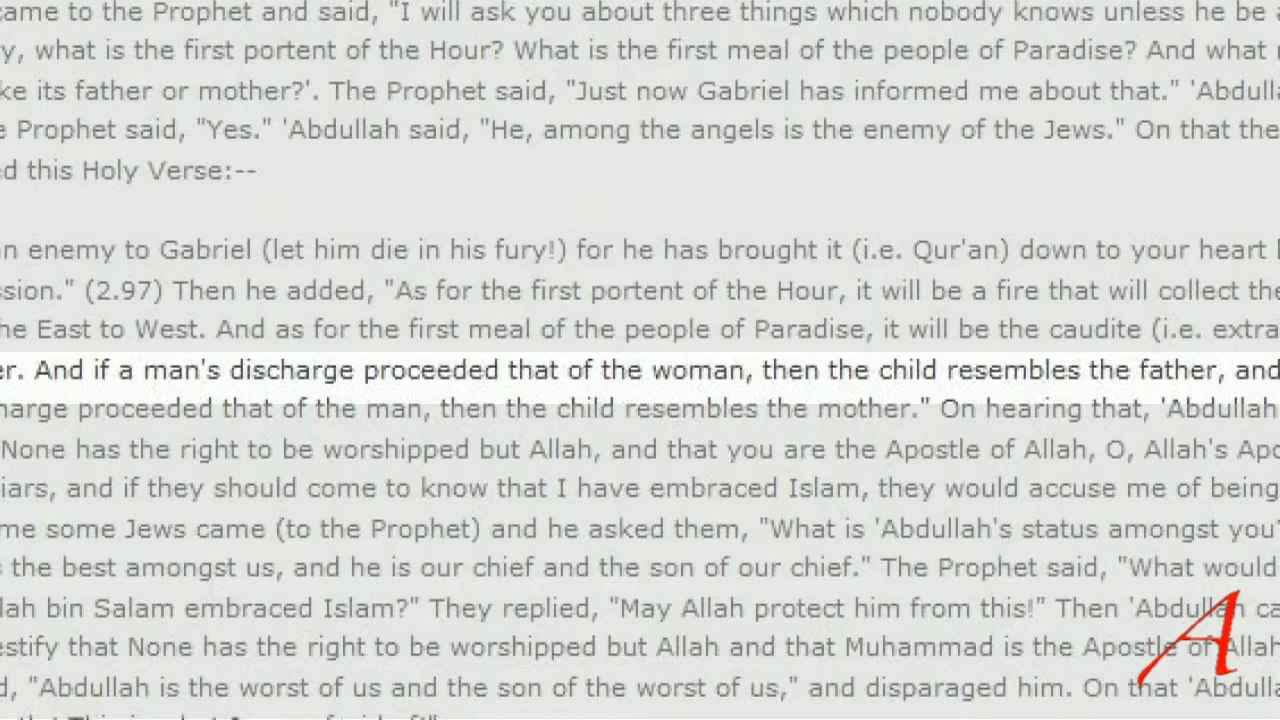 came to the Prophet and said, "I will ask you about three things which nobody knows unless he be
y, what is the first portent of the Hour? What is the first meal of the people of Paradise? And what
ke its father or mother?'. The Prophet said, "Just now Gabriel has informed me about that." 'Abdulla
e Prophet said, "Yes." 'Abdullah said, "He, among the angels is the enemy of the Jews." On that the
ed this Holy Verse:--
an enemy to Gabriel (let him die in his fury!) for he has brought it (i.e. Qur'an) down to your heart
ssion." (2.97) Then he added, "As for the first portent of the Hour, it will be a fire that will collect the
he East to West. And as for the first meal of the people of Paradise, it will be the caudite (i.e. extra
er. And if a man's discharge proceeded that of the woman, then the child resembles the father, and
harge proceeded that of the man, then the child resembles the mother." On hearing that, 'Abdullah
None has the right to be worshipped but Allah, and that you are the Apostle of Allah, O, Allah's Apo
iars, and if they should come to know that I have embraced Islam, they would accuse me of being
me some Jews came (to the Prophet) and he asked them, "What is 'Abdullah's status amongst you
s the best amongst us, and he is our chief and the son of our chief." The Prophet said, "What would
lah bin Salam embraced Islam?" They replied, "May Allah protect him from this!" Then 'Abdullah ca
estify that None has the right to be worshipped but Allah and that Muhammad is the Apostle of Allah
d, "Abdullah is the worst of us and the son of the worst of us," and disparaged him. On that 'Abdulla
A